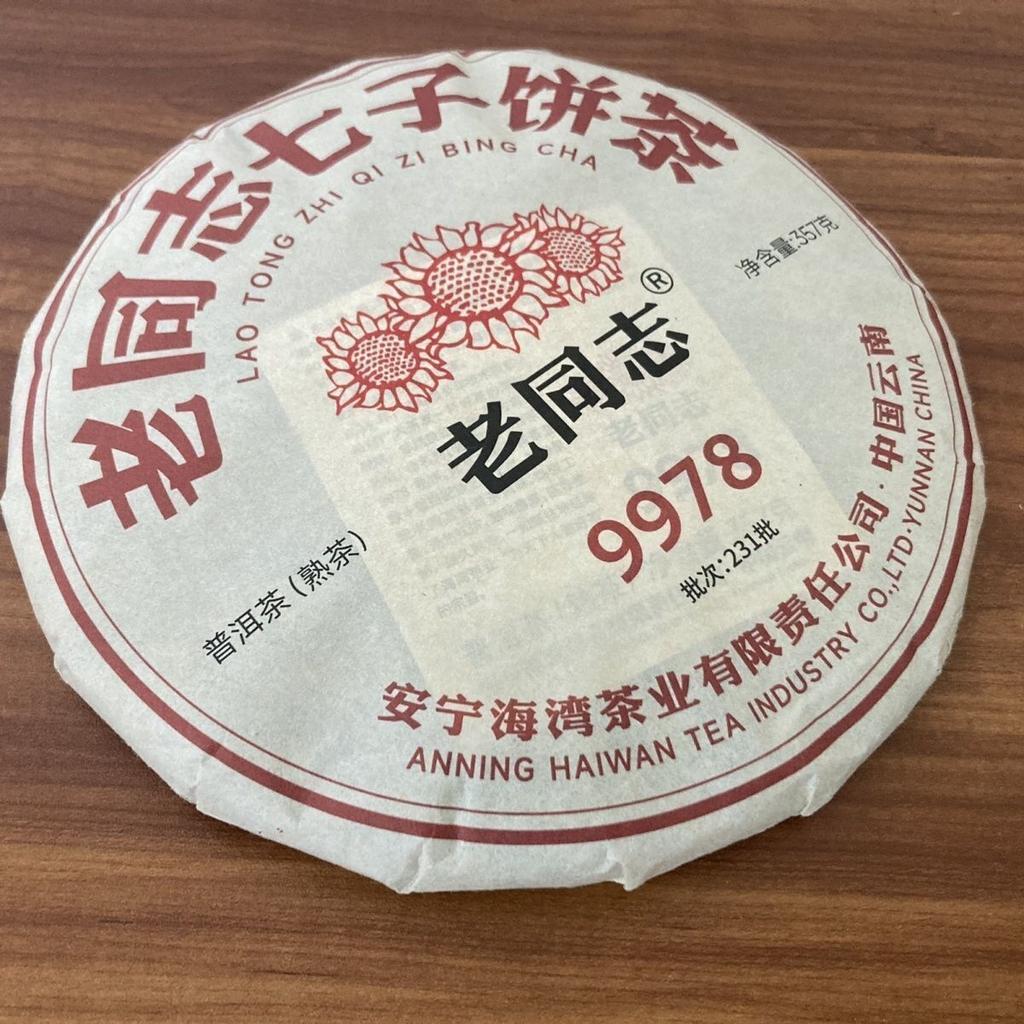 老同志七子饼茶
LAO TONG ZHI QI ZI BING CHA
净含量:357克
老同志®
9978
批次:231批
普洱茶(熟茶)
安宁海湾茶业有限责任公司·中国云南
ANNING HAIWAN TEA INDUSTRY CO.,LTD·YUNNAN CHINA